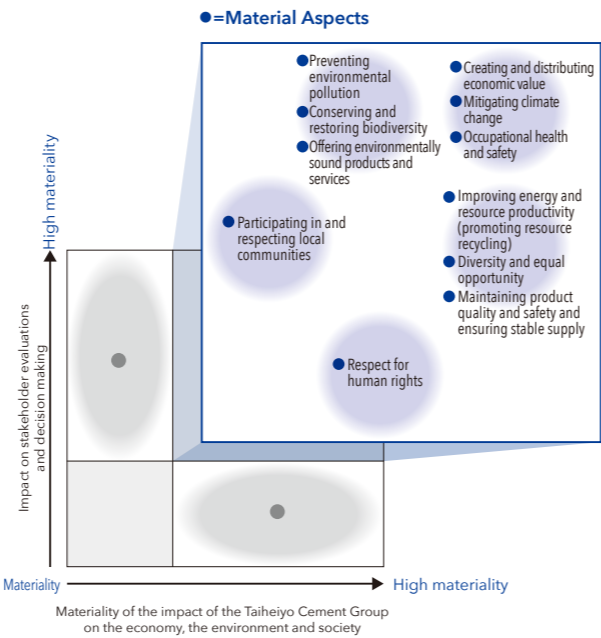 ●=Material Aspects
●Preventing
environmental
pollution
●Conserving and
restoring biodiversity
●Offering environmentally
sound products and
services
●Creating and distributing
economic value
●Mitigating climate
change
●Occupational health
and safety
●Participating in and
respecting local
communities
●Improving energy and
resource productivity
(promoting resource
recycling)
●Diversity and equal
opportunity
●Maintaining product
quality and safety and
ensuring stable supply
●Respect for
human rights
High materiality
Impact on stakeholder evaluations
and decision making
Materiality
High materiality
Materiality of the impact of the Taiheiyo Cement Group
on the economy, the environment and society